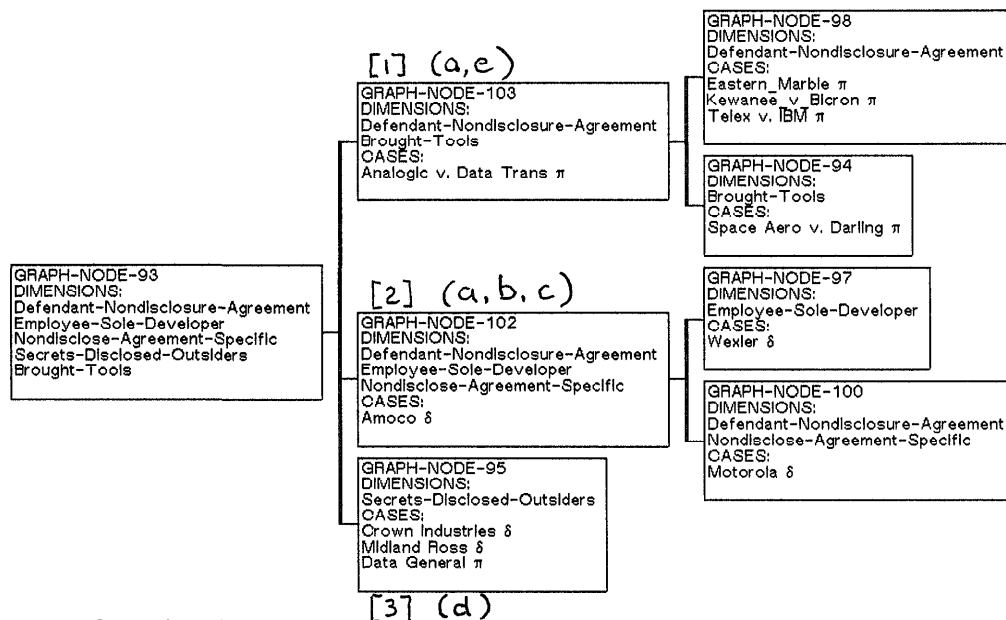 GRAPH-NODE-93
DIMENSIONS:
Defendant-Nondisclosure-Agreement
Employee-Sole-Developer
Nondisclose-Agreement-Specific
Secrets-Disclosed-Outsiders
Brought-Tools
[1] (a,e)
GRAPH-NODE-103
DIMENSIONS:
Defendant-Nondisclosure-Agreement
Brought-Tools
CASES:
Analogic v. Data Trans π
GRAPH-NODE-98
DIMENSIONS:
Defendant-Nondisclosure-Agreement
CASES:
Eastern_Marble π
Kewanee_v_Bicron π
Telex v. IBM π
GRAPH-NODE-94
DIMENSIONS:
Brought-Tools
CASES:
Space Aero v. Darling π
[2] (a, b, c)
GRAPH-NODE-102
DIMENSIONS:
Defendant-Nondisclosure-Agreement
Employee-Sole-Developer
Nondisclose-Agreement-Specific
CASES:
Amoco δ
GRAPH-NODE-97
DIMENSIONS:
Employee-Sole-Developer
CASES:
Wexler δ
GRAPH-NODE-100
DIMENSIONS:
Defendant-Nondisclosure-Agreement
Nondisclose-Agreement-Specific
CASES:
Motorola δ
GRAPH-NODE-95
DIMENSIONS:
Secrets-Disclosed-Outsiders
CASES:
Crown Industries δ
Midland Ross δ
Data General π
[3] (d)